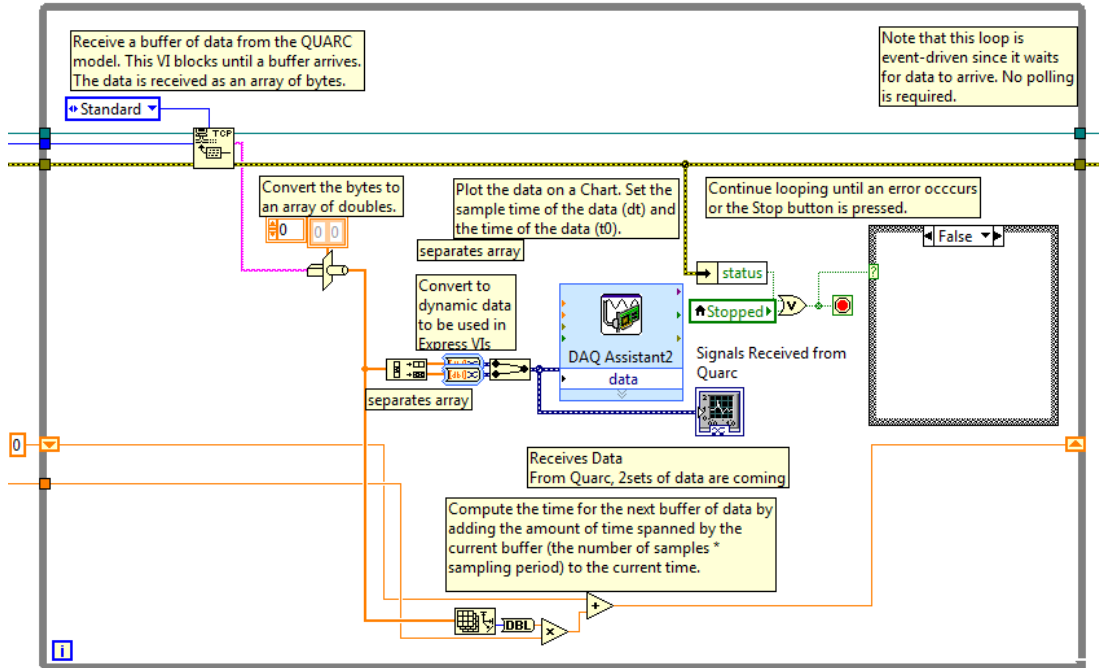 Receive a buffer of data from the QUARC
model. This VI blocks until a buffer arrives.
The data is received as an array of bytes.
Note that this loop is
event-driven since it waits
for data to arrive. No polling
is required.
Standard
TCP
Convert the bytes to
an array of doubles.
0
0 0
Plot the data on a Chart. Set the
sample time of the data (dt) and
the time of the data (t0).
Continue looping until an error occcurs
or the Stop button is pressed.
separates array
False
status
?
Stopped
V
Convert to
dynamic data
to be used in
Express VIs
DAQ Assistant2
data
Signals Received from
Quarc
separates array
0
Receives Data
From Quarc, 2sets of data are coming
Compute the time for the next buffer of data by
adding the amount of time spanned by the
current buffer (the number of samples *
sampling period) to the current time.
+
DBL
x
i